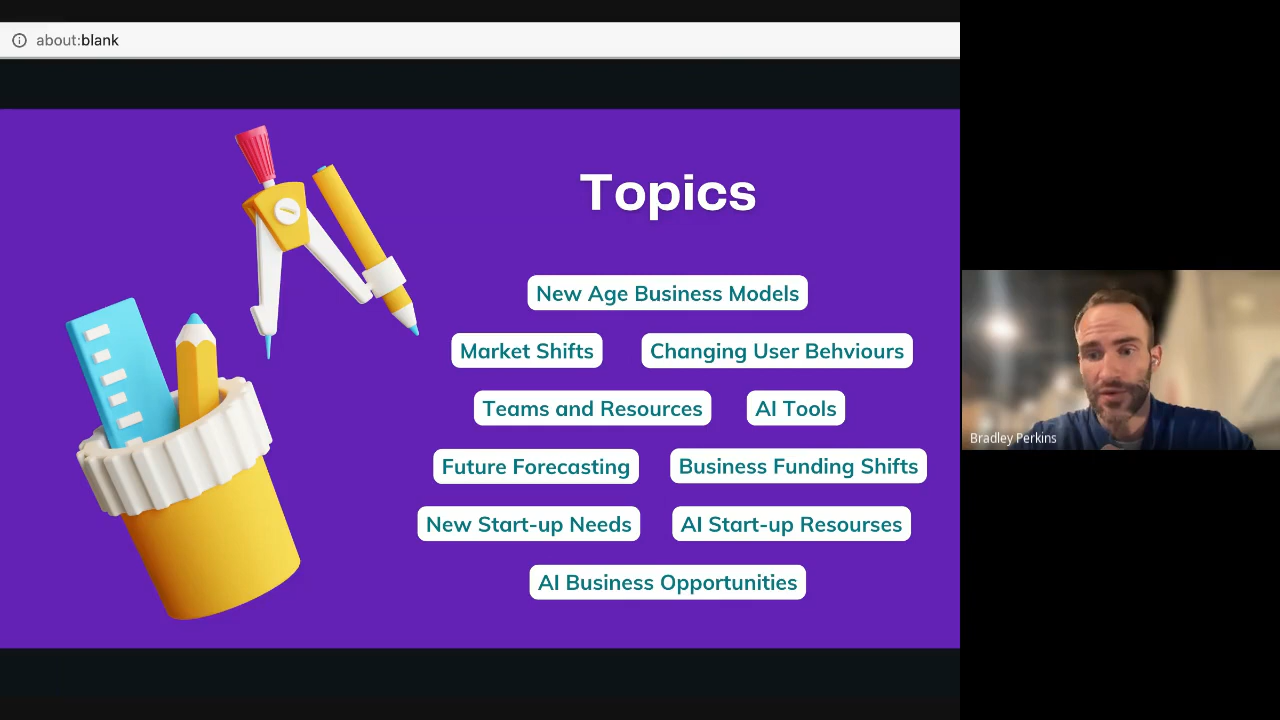 about:blank
Topics
New Age Business Models
Market Shifts
Changing User Behviours
Teams and Resources
AI Tools
Future Forecasting
Business Funding Shifts
New Start-up Needs
AI Start-up Resourses
AI Business Opportunities
Bradley Perkins